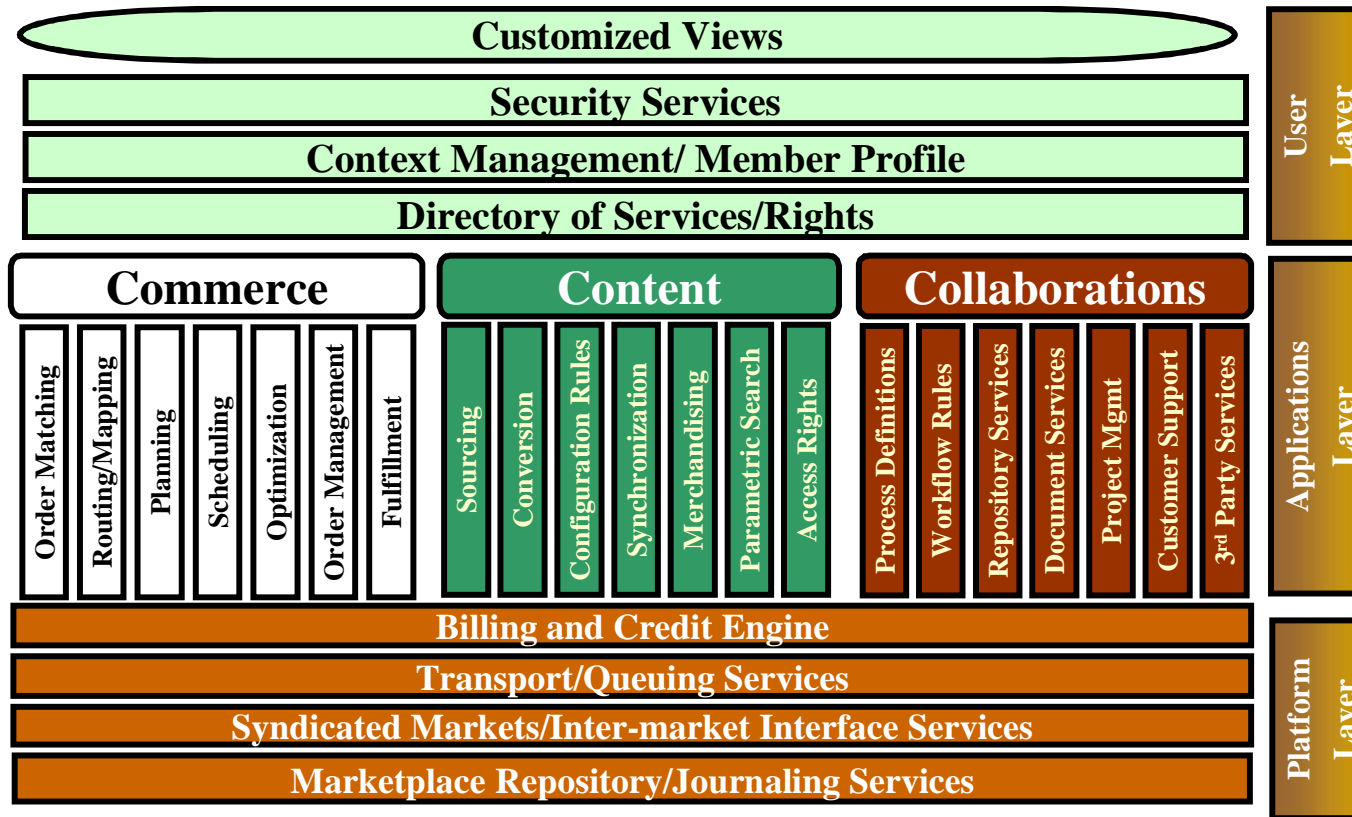 Customized Views
Security Services
Context Management/ Member Profile
Directory of Services/Rights
User
Layer
Commerce
Content
Collaborations
Order Matching
Routing/Mapping
Planning
Scheduling
Optimization
Order Management
Fulfillment
Sourcing
Conversion
Configuration Rules
Synchronization
Merchandising
Parametric Search
Access Rights
Process Definitions
Workflow Rules
Repository Services
Document Services
Project Mgmt
Customer Support
3rd Party Services
Applications
Layer
Billing and Credit Engine
Transport/Queuing Services
Syndicated Markets/Inter-market Interface Services
Marketplace Repository/Journaling Services
Platform
Layer